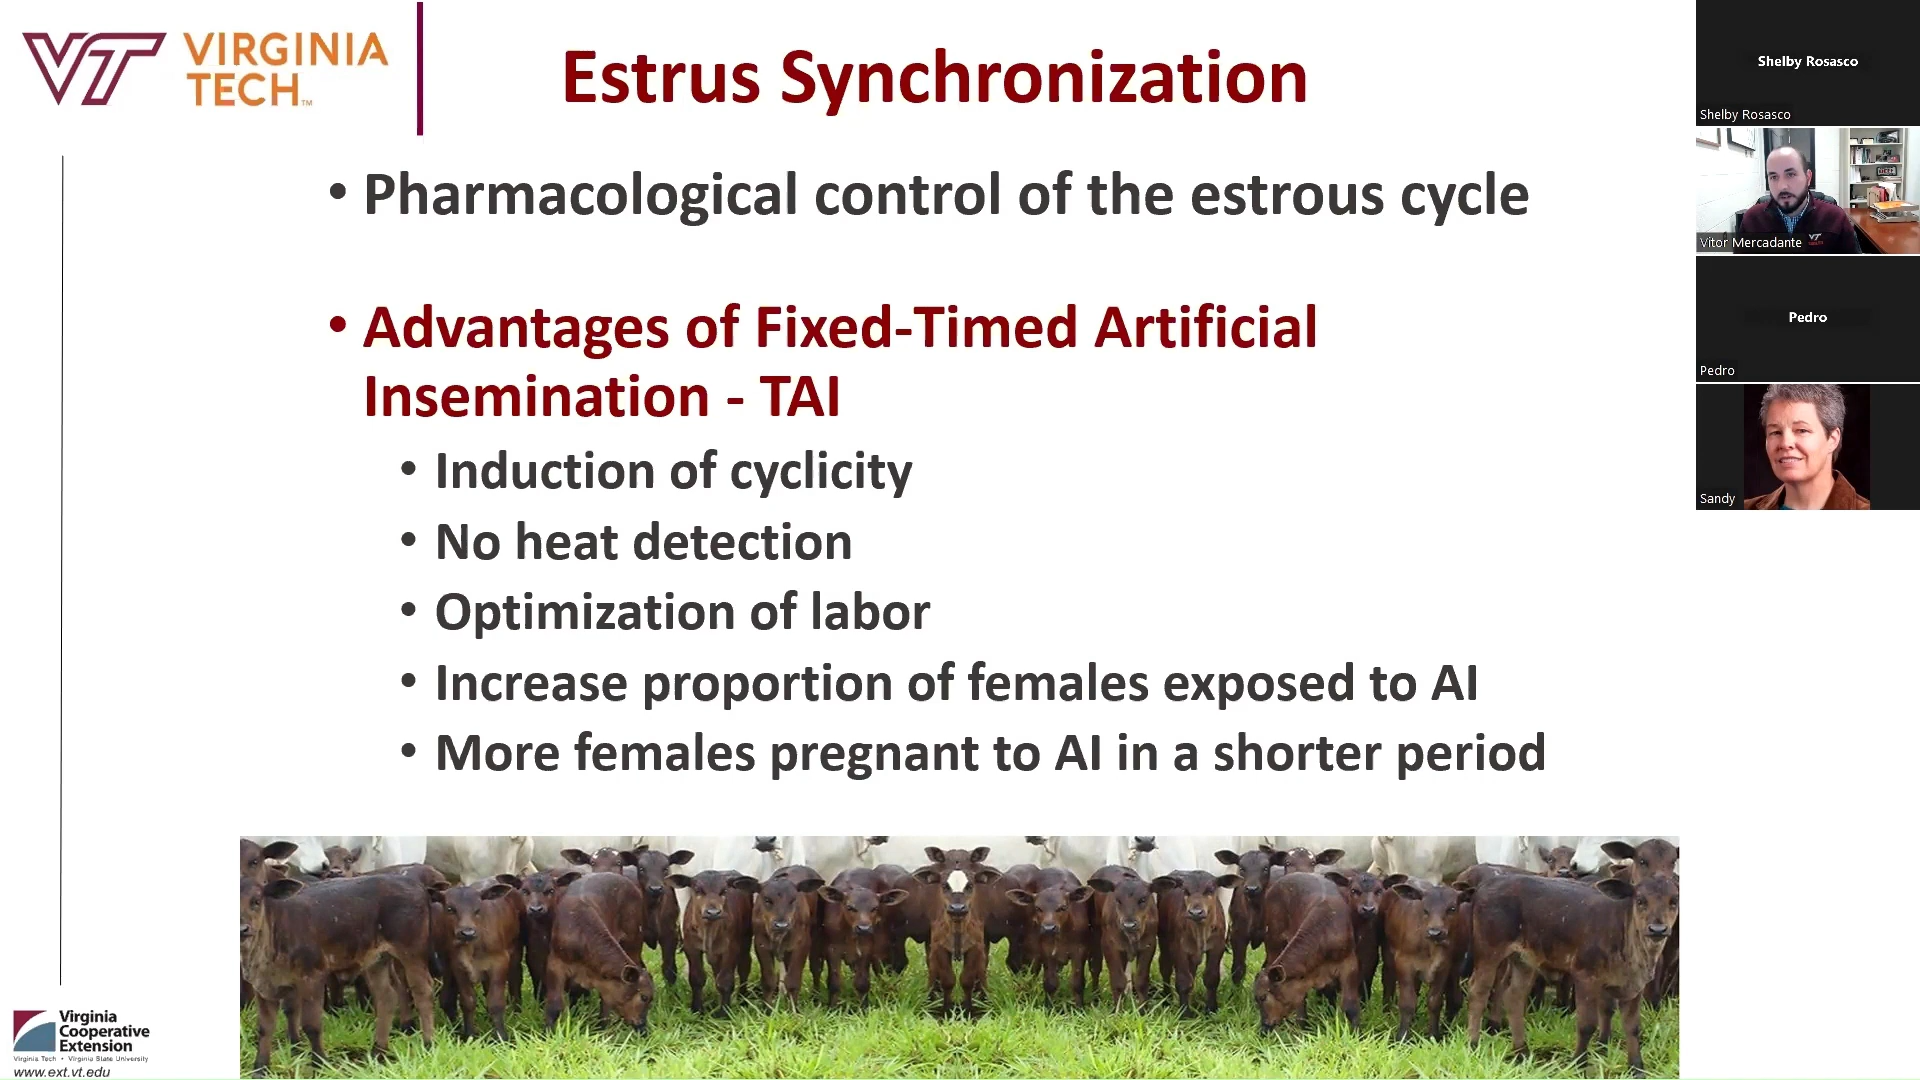 VT VIRGINIA
TECH™
Estrus Synchronization
• Pharmacological control of the estrous cycle
• Advantages of Fixed-Timed Artificial
Insemination - TAI
• Induction of cyclicity
• No heat detection
• Optimization of labor
• Increase proportion of females exposed to AI
• More females pregnant to AI in a shorter period
Virginia
Cooperative
Extension
Virginia Tech • Virginia State University
www.ext.vt.edu
Shelby Rosasco
Shelby Rosasco
VT
Vitor Mercadante
Pedro
Pedro
Sandy